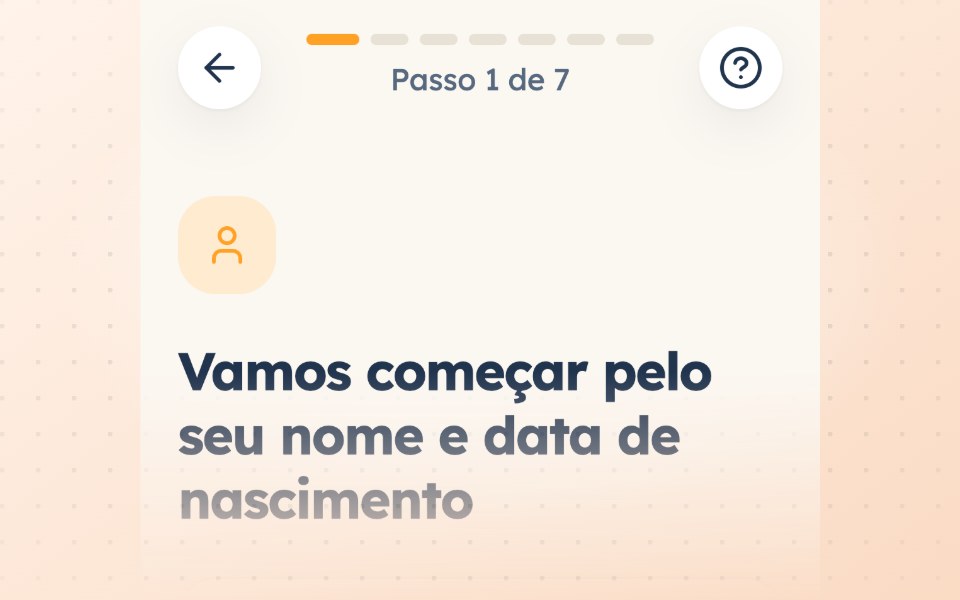 Passo 1 de 7
Vamos começar pelo
seu nome e data de
nascimento